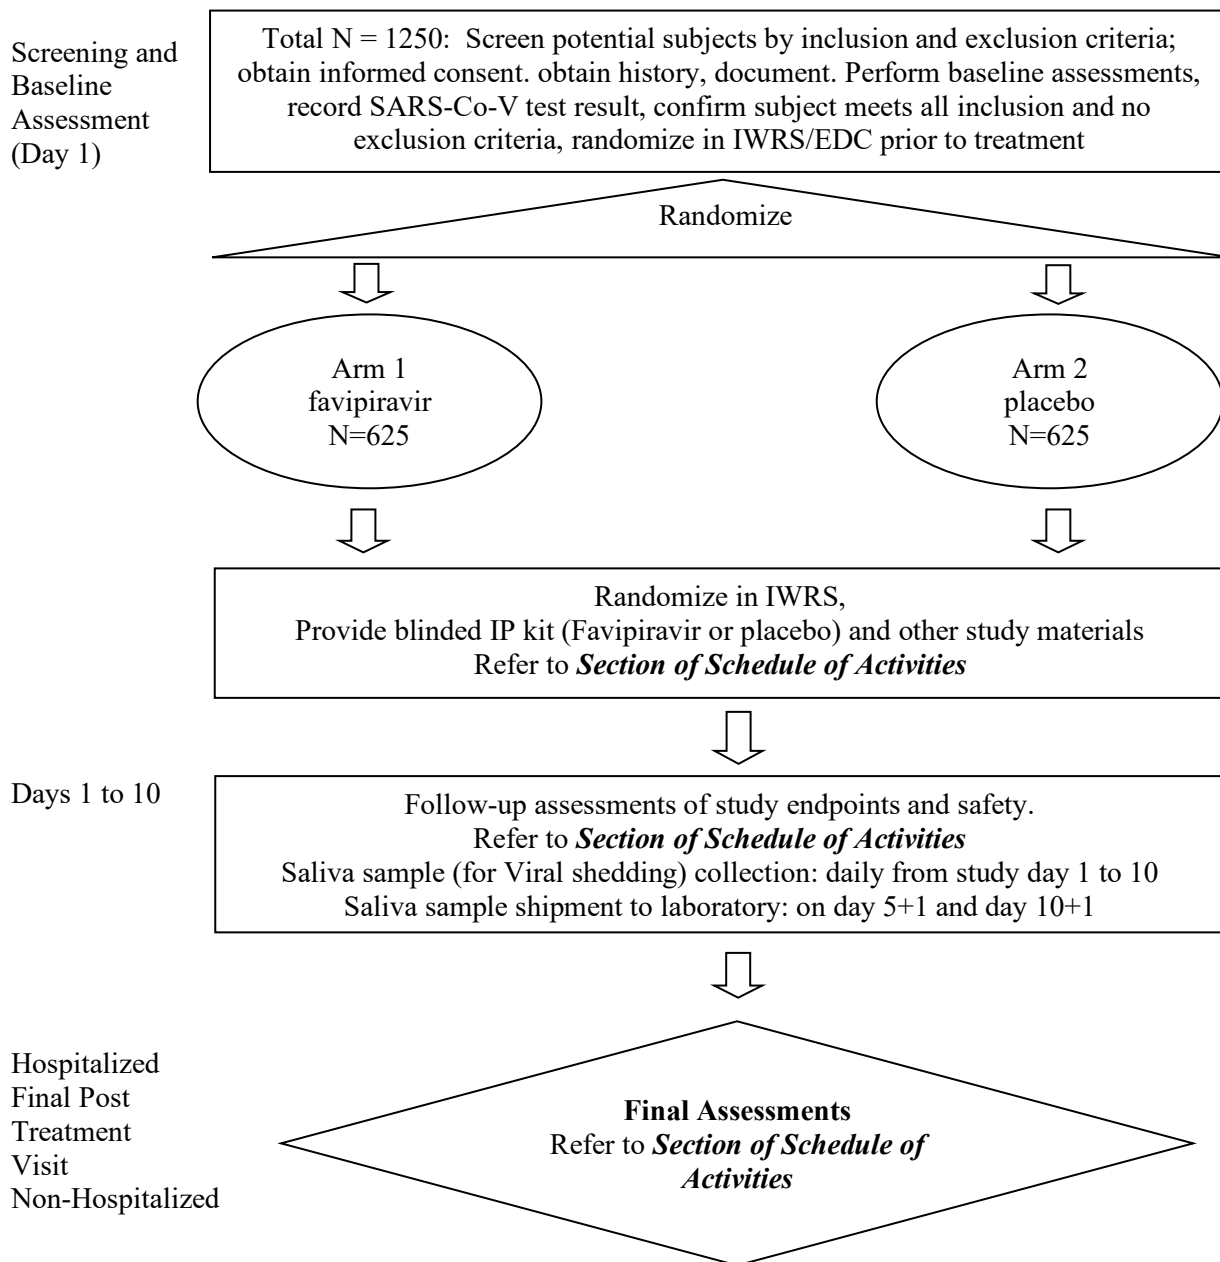 Screening and
Baseline
Assessment
(Day 1)
Total N = 1250:  Screen potential subjects by inclusion and exclusion criteria;
obtain informed consent. obtain history, document. Perform baseline assessments,
record SARS-Co-V test result, confirm subject meets all inclusion and no
exclusion criteria, randomize in IWRS/EDC prior to treatment
Randomize
Arm 1
favipiravir
N=625
Arm 2
placebo
N=625
Randomize in IWRS,
Provide blinded IP kit (Favipiravir or placebo) and other study materials
Refer to Section of Schedule of Activities
Days 1 to 10
Follow-up assessments of study endpoints and safety.
Refer to Section of Schedule of Activities
Saliva sample (for Viral shedding) collection: daily from study day 1 to 10
Saliva sample shipment to laboratory: on day 5+1 and day 10+1
Hospitalized
Final Post
Treatment
Visit
Non-Hospitalized
Final Assessments
Refer to Section of Schedule of
Activities